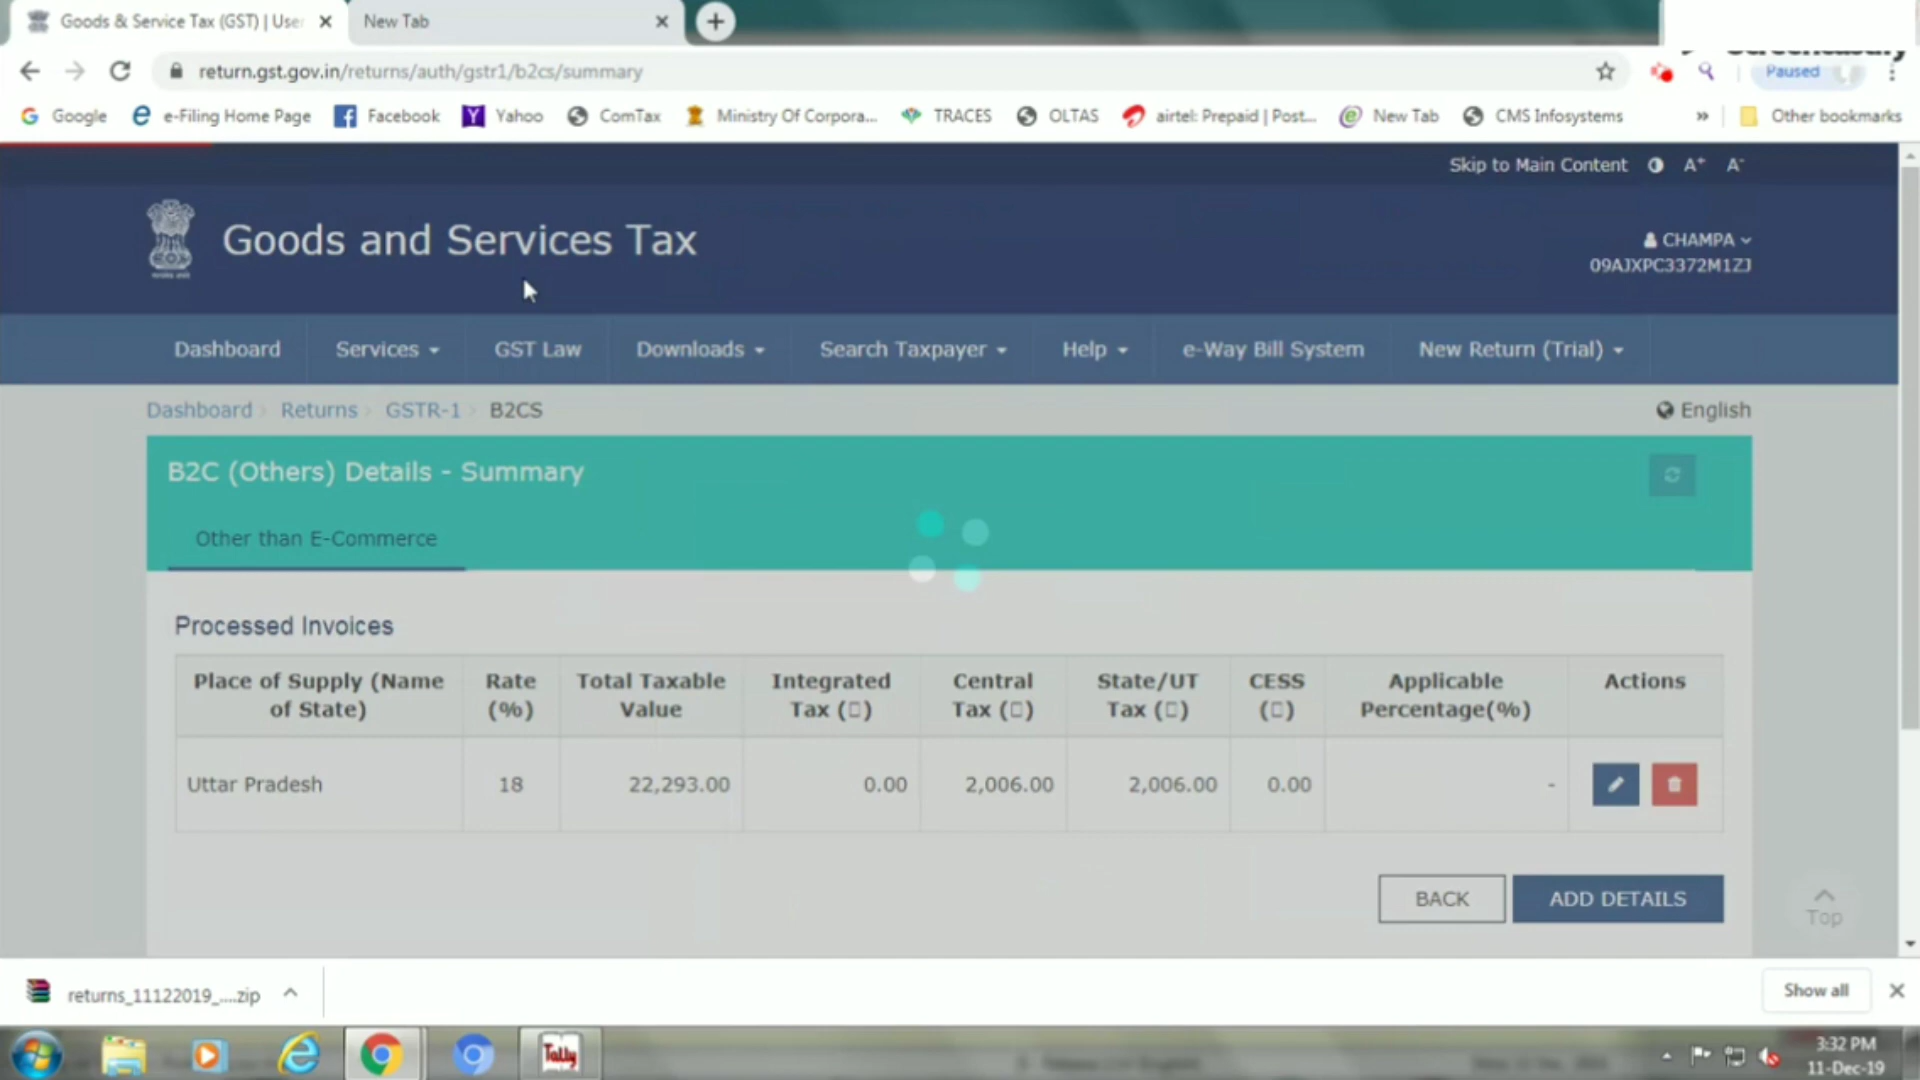 Goods & Service Tax (GST) | User
New Tab
return.gst.gov.in/returns/auth/gstr1/b2cs/summary
Paused
Google
e-Filing Home Page
Facebook
Yahoo
ComTax
Ministry Of Corpora...
TRACES
OLTAS
airtel: Prepaid | Post...
New Tab
CMS Infosystems
»
Other bookmarks
Skip to Main Content
A+
A-
Goods and Services Tax
CHAMPA
09AJXPC3372M1ZJ
Dashboard
Services
GST Law
Downloads
Search Taxpayer
Help
e-Way Bill System
New Return (Trial)
Dashboard > Returns > GSTR-1 > B2CS
English
B2C (Others) Details - Summary
Other than E-Commerce
Processed Invoices
Place of Supply (Name of State)
Rate (%)
Total Taxable Value
Integrated Tax (□)
Central Tax (□)
State/UT Tax (□)
CESS (□)
Applicable Percentage(%)
Actions
Uttar Pradesh
18
22,293.00
0.00
2,006.00
2,006.00
0.00
-
BACK
ADD DETAILS
Top
returns_11122019_....zip
Show all
Tally
3:32 PM
11-Dec-19